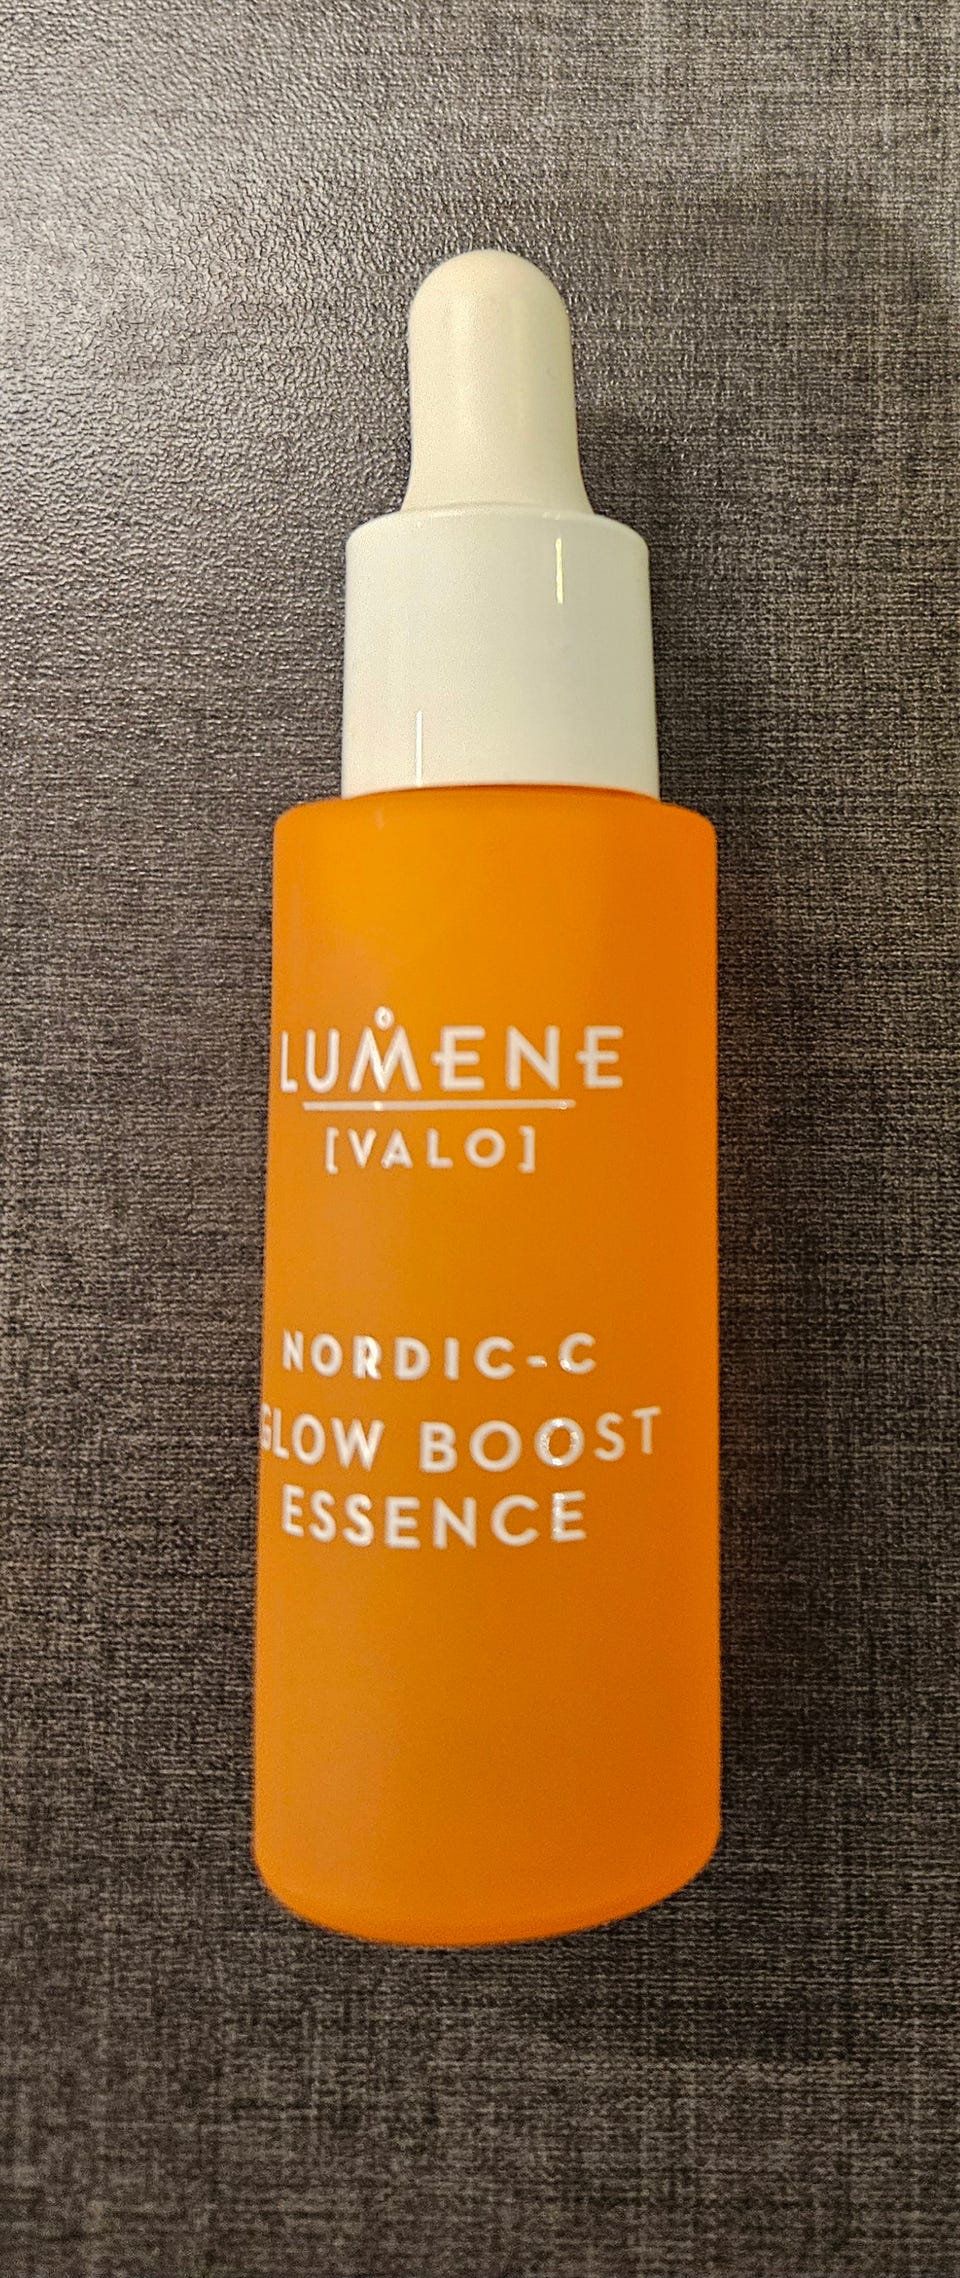 LUMENE
[VALO]
NORDIC-C
GLOW BOOST
ESSENCE